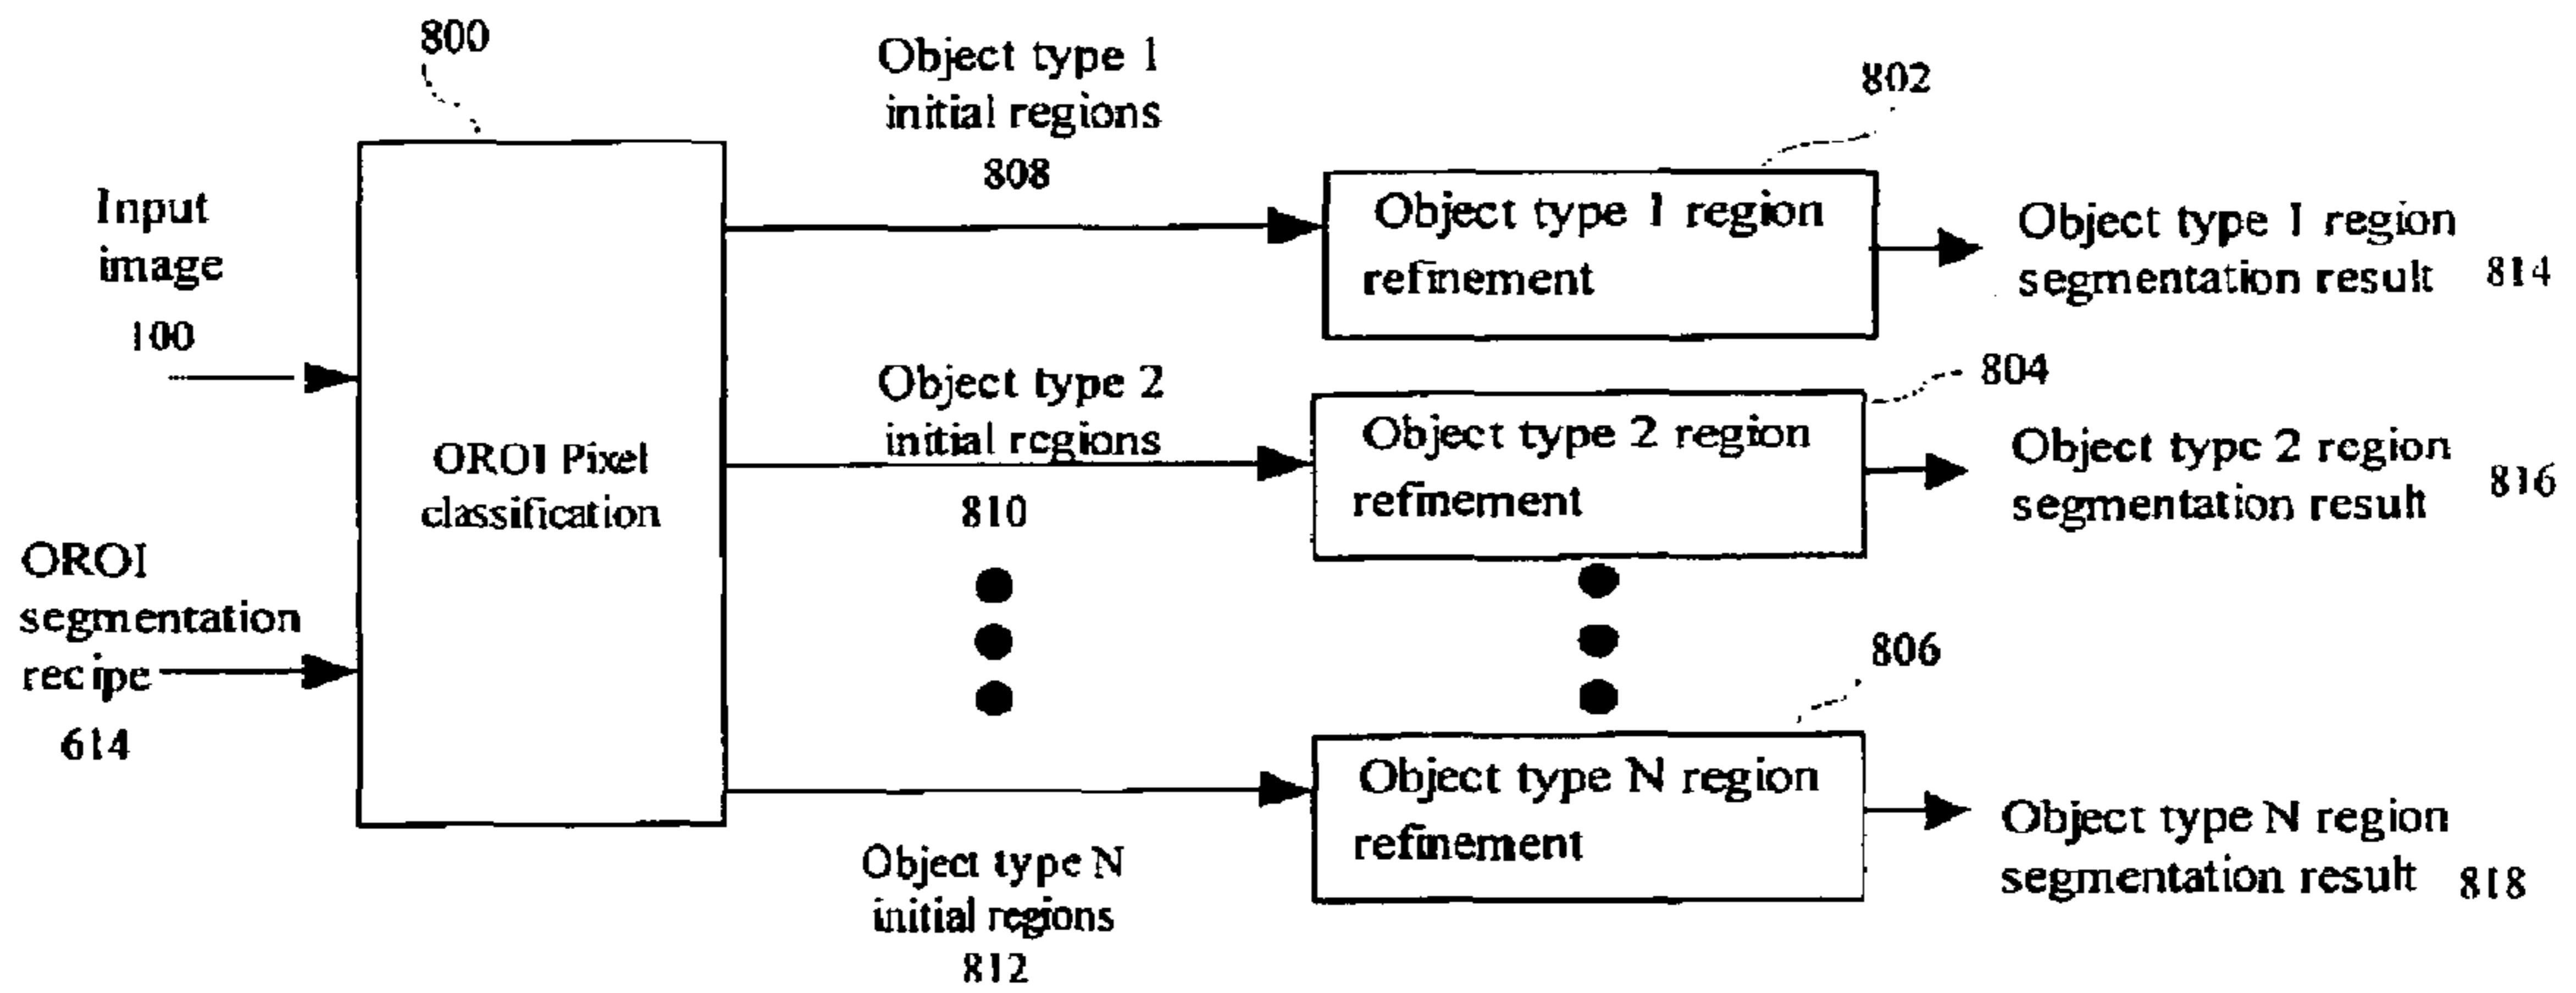 800
Object type 1
initial regions
808
802
Input
image
100
Object type 1 region
refinement
Object type 1 region
segmentation result 814
OROI Pixel
classification
Object type 2
initial regions
810
804
Object type 2 region
refinement
Object type 2 region
segmentation result 816
OROI
segmentation
recipe
614
806
Object type N region
refinement
Object type N region
segmentation result 818
Object type N
initial regions
812